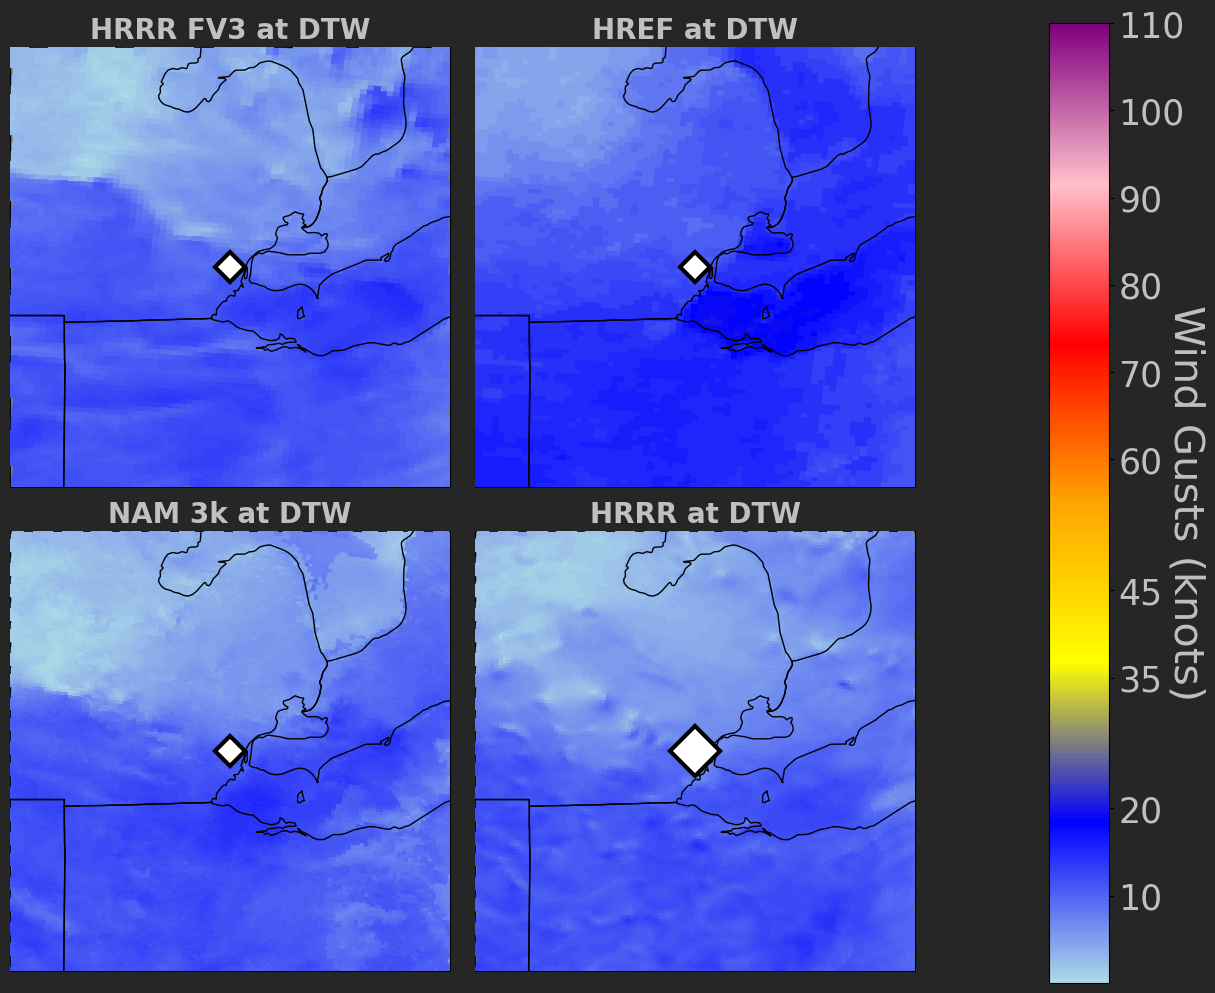 HRRR FV3 at DTW
HREF at DTW
NAM 3k at DTW
HRRR at DTW
110
100
90
80
70
60
45
35
20
10
Wind Gusts (knots)